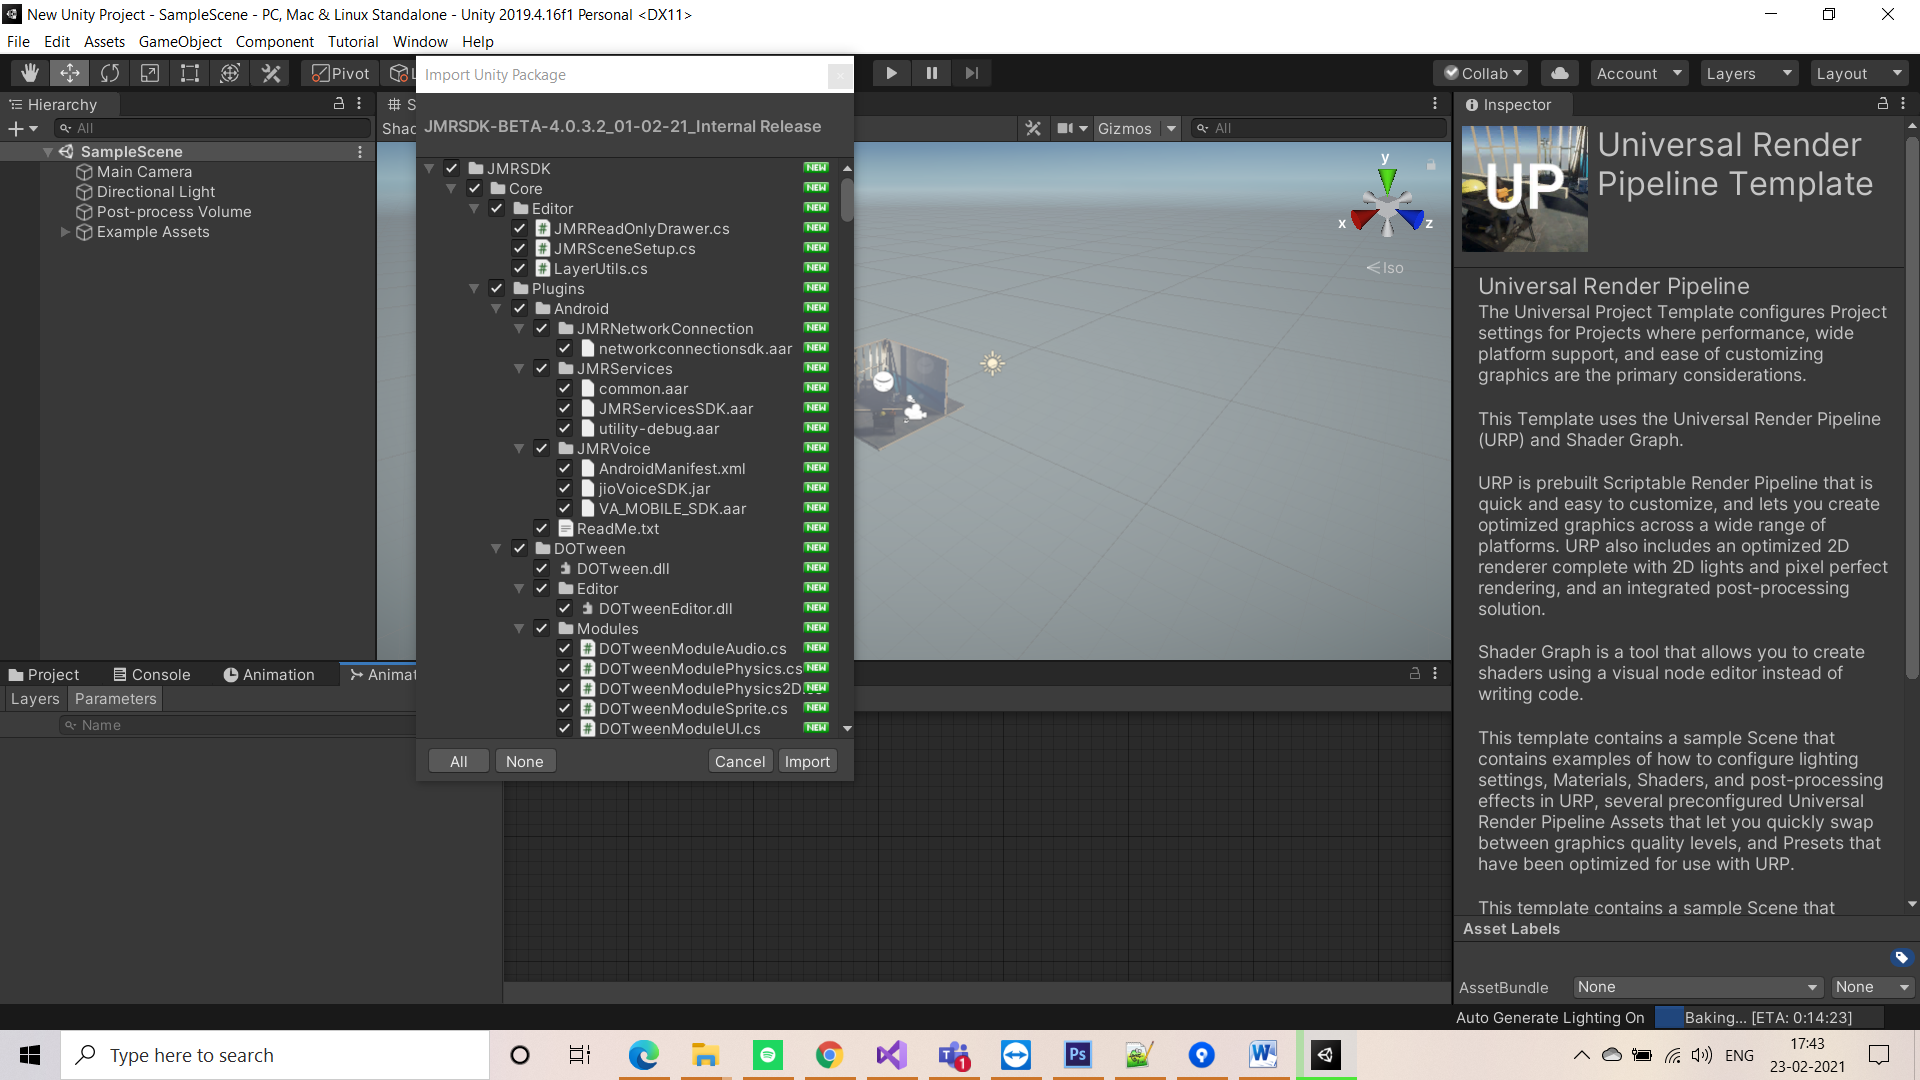 New Unity Project - SampleScene - PC, Mac & Linux Standalone - Unity 2019.4.16f1 Personal <DX11>
File Edit Assets GameObject Component Tutorial Window Help
Pivot
Collab Account Layers Layout
Import Unity Package
JMRSDK-BETA-4.0.3.2_01-02-21_Internal Release
JMRSDK NEW
Core NEW
Editor NEW
JMRReadOnlyDrawer.cs NEW
JMRSceneSetup.cs NEW
LayerUtils.cs NEW
Plugins NEW
Android NEW
JMRNetworkConnection NEW
networkconnectionsdk.aar NEW
JMRServices NEW
common.aar NEW
JMRServicesSDK.aar NEW
utility-debug.aar NEW
JMRVoice NEW
AndroidManifest.xml NEW
jioVoiceSDK.jar NEW
VA_MOBILE_SDK.aar NEW
ReadMe.txt NEW
DOTween NEW
DOTween.dll NEW
Editor NEW
DOTweenEditor.dll NEW
Modules NEW
DOTweenModuleAudio.cs NEW
DOTweenModulePhysics.cs NEW
DOTweenModulePhysics2D.cs NEW
DOTweenModuleSprite.cs NEW
DOTweenModuleUI.cs NEW
All None Cancel Import
Hierarchy
All
SampleScene
Main Camera
Directional Light
Post-process Volume
Example Assets
S
Shad
Gizmos
All
y
x
z
Iso
Project Console Animation Animat
Layers Parameters
Name
Inspector
UP
Universal Render
Pipeline Template
Universal Render Pipeline
The Universal Project Template configures Project
settings for Projects where performance, wide
platform support, and ease of customizing
graphics are the primary considerations.
This Template uses the Universal Render Pipeline
(URP) and Shader Graph.
URP is prebuilt Scriptable Render Pipeline that is
quick and easy to customize, and lets you create
optimized graphics across a wide range of
platforms. URP also includes an optimized 2D
renderer complete with 2D lights and pixel perfect
rendering, and an integrated post-processing
solution.
Shader Graph is a tool that allows you to create
shaders using a visual node editor instead of
writing code.
This template contains a sample Scene that
contains examples of how to configure lighting
settings, Materials, Shaders, and post-processing
effects in URP, several preconfigured Universal
Render Pipeline Assets that let you quickly swap
between graphics quality levels, and Presets that
have been optimized for use with URP.
This template contains a sample Scene that
Asset Labels
AssetBundle None None
Auto Generate Lighting On Baking... [ETA: 0:14:23]
Type here to search
1
Ps
W
ENG
17:43
23-02-2021